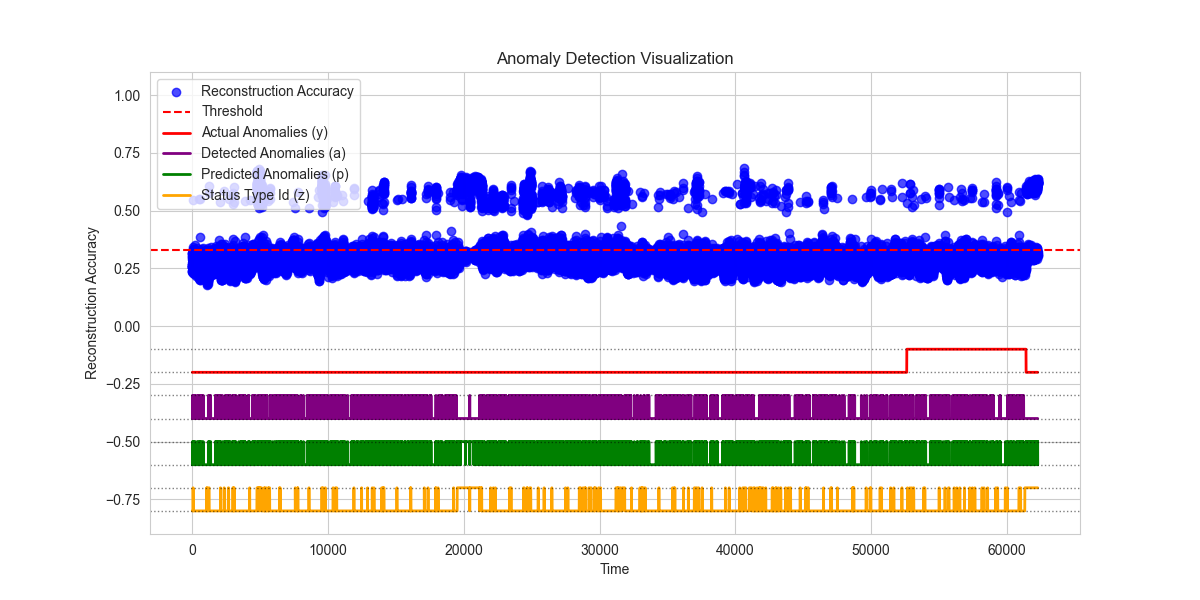 Anomaly Detection Visualization
Reconstruction Accuracy
Threshold
Actual Anomalies (y)
Detected Anomalies (a)
Predicted Anomalies (p)
Status Type Id (z)
1.00
0.75
0.50
0.25
0.00
−0.25
−0.50
−0.75
Reconstruction Accuracy
0 10000 20000 30000 40000 50000 60000
Time